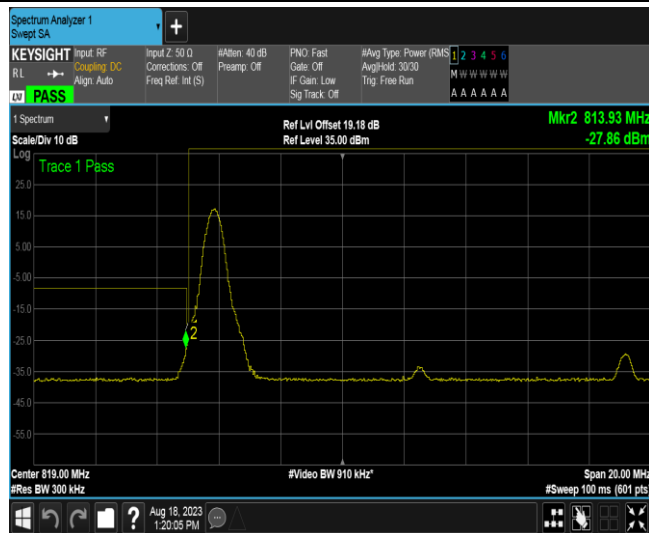 Spectrum Analyzer 1
Swept SA
+
KEYSIGHT Input: RF Input Z: 50 Ω #Atten: 40 dB PNO: Fast #Avg Type: Power (RMS 1 2 3 4 5 6
RL Coupling: DC Corrections: Off Preamp: Off Gate: Off Avg|Hold: 30/30 M W W W W W
Align: Auto Freq Ref: Int (S) IF Gain: Low Trig: Free Run
LXI PASS Sig Track: Off A A A A A A
1 Spectrum Ref Lvl Offset 19.18 dB Mkr2 813.93 MHz
Scale/Div 10 dB Ref Level 35.00 dBm -27.86 dBm
Log
Trace 1 Pass
25.0
15.0
5.00
-5.00
-15.0
2
-25.0
-35.0
-45.0
-55.0
Center 819.00 MHz #Video BW 910 kHz* Span 20.00 MHz
#Res BW 300 kHz #Sweep 100 ms (601 pts)
? Aug 18, 2023
1:20:05 PM